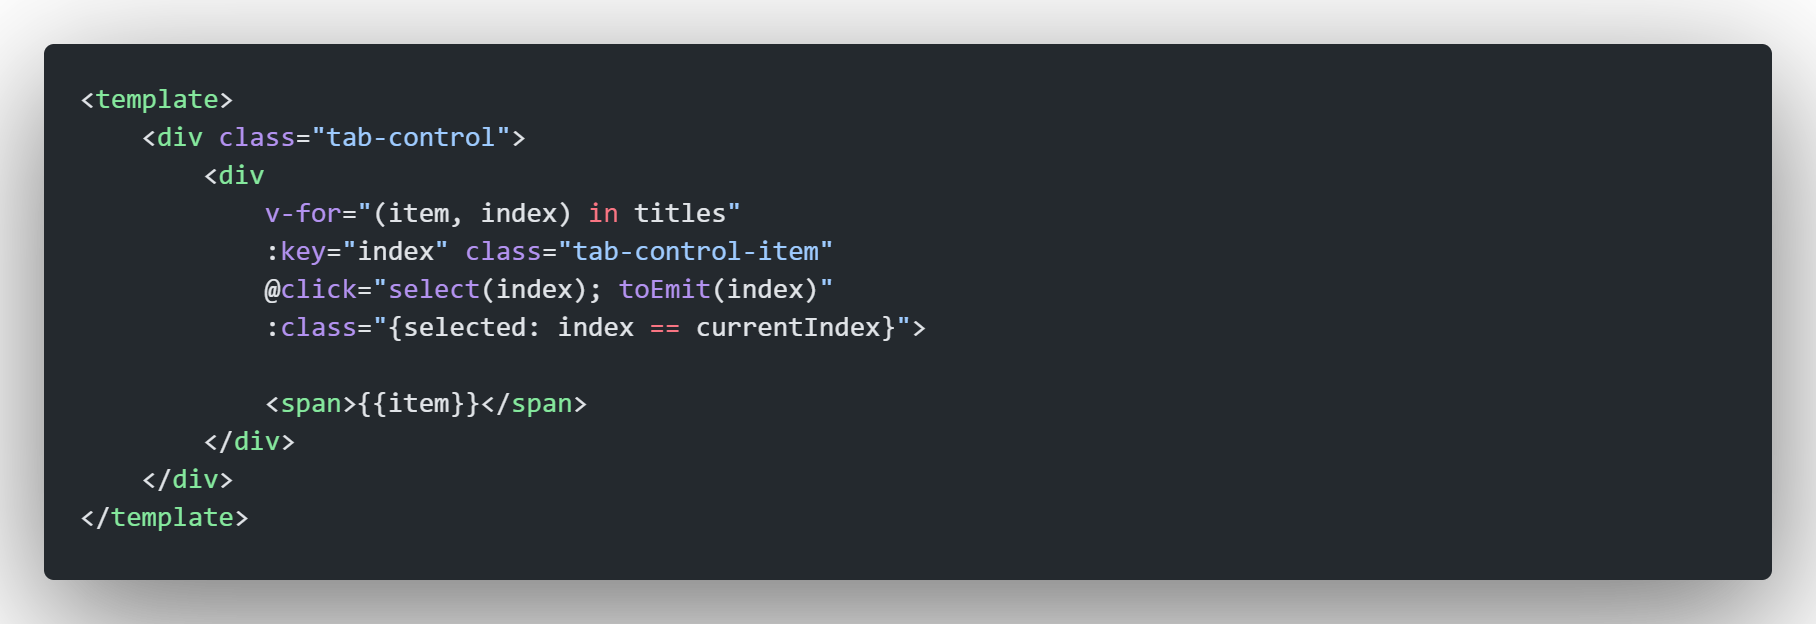 <template>
    <div class="tab-control">
        <div
            v-for="(item, index) in titles"
            :key="index" class="tab-control-item"
            @click="select(index); toEmit(index)"
            :class="{selected: index == currentIndex}">

            <span>{{item}}</span>
        </div>
    </div>
</template>